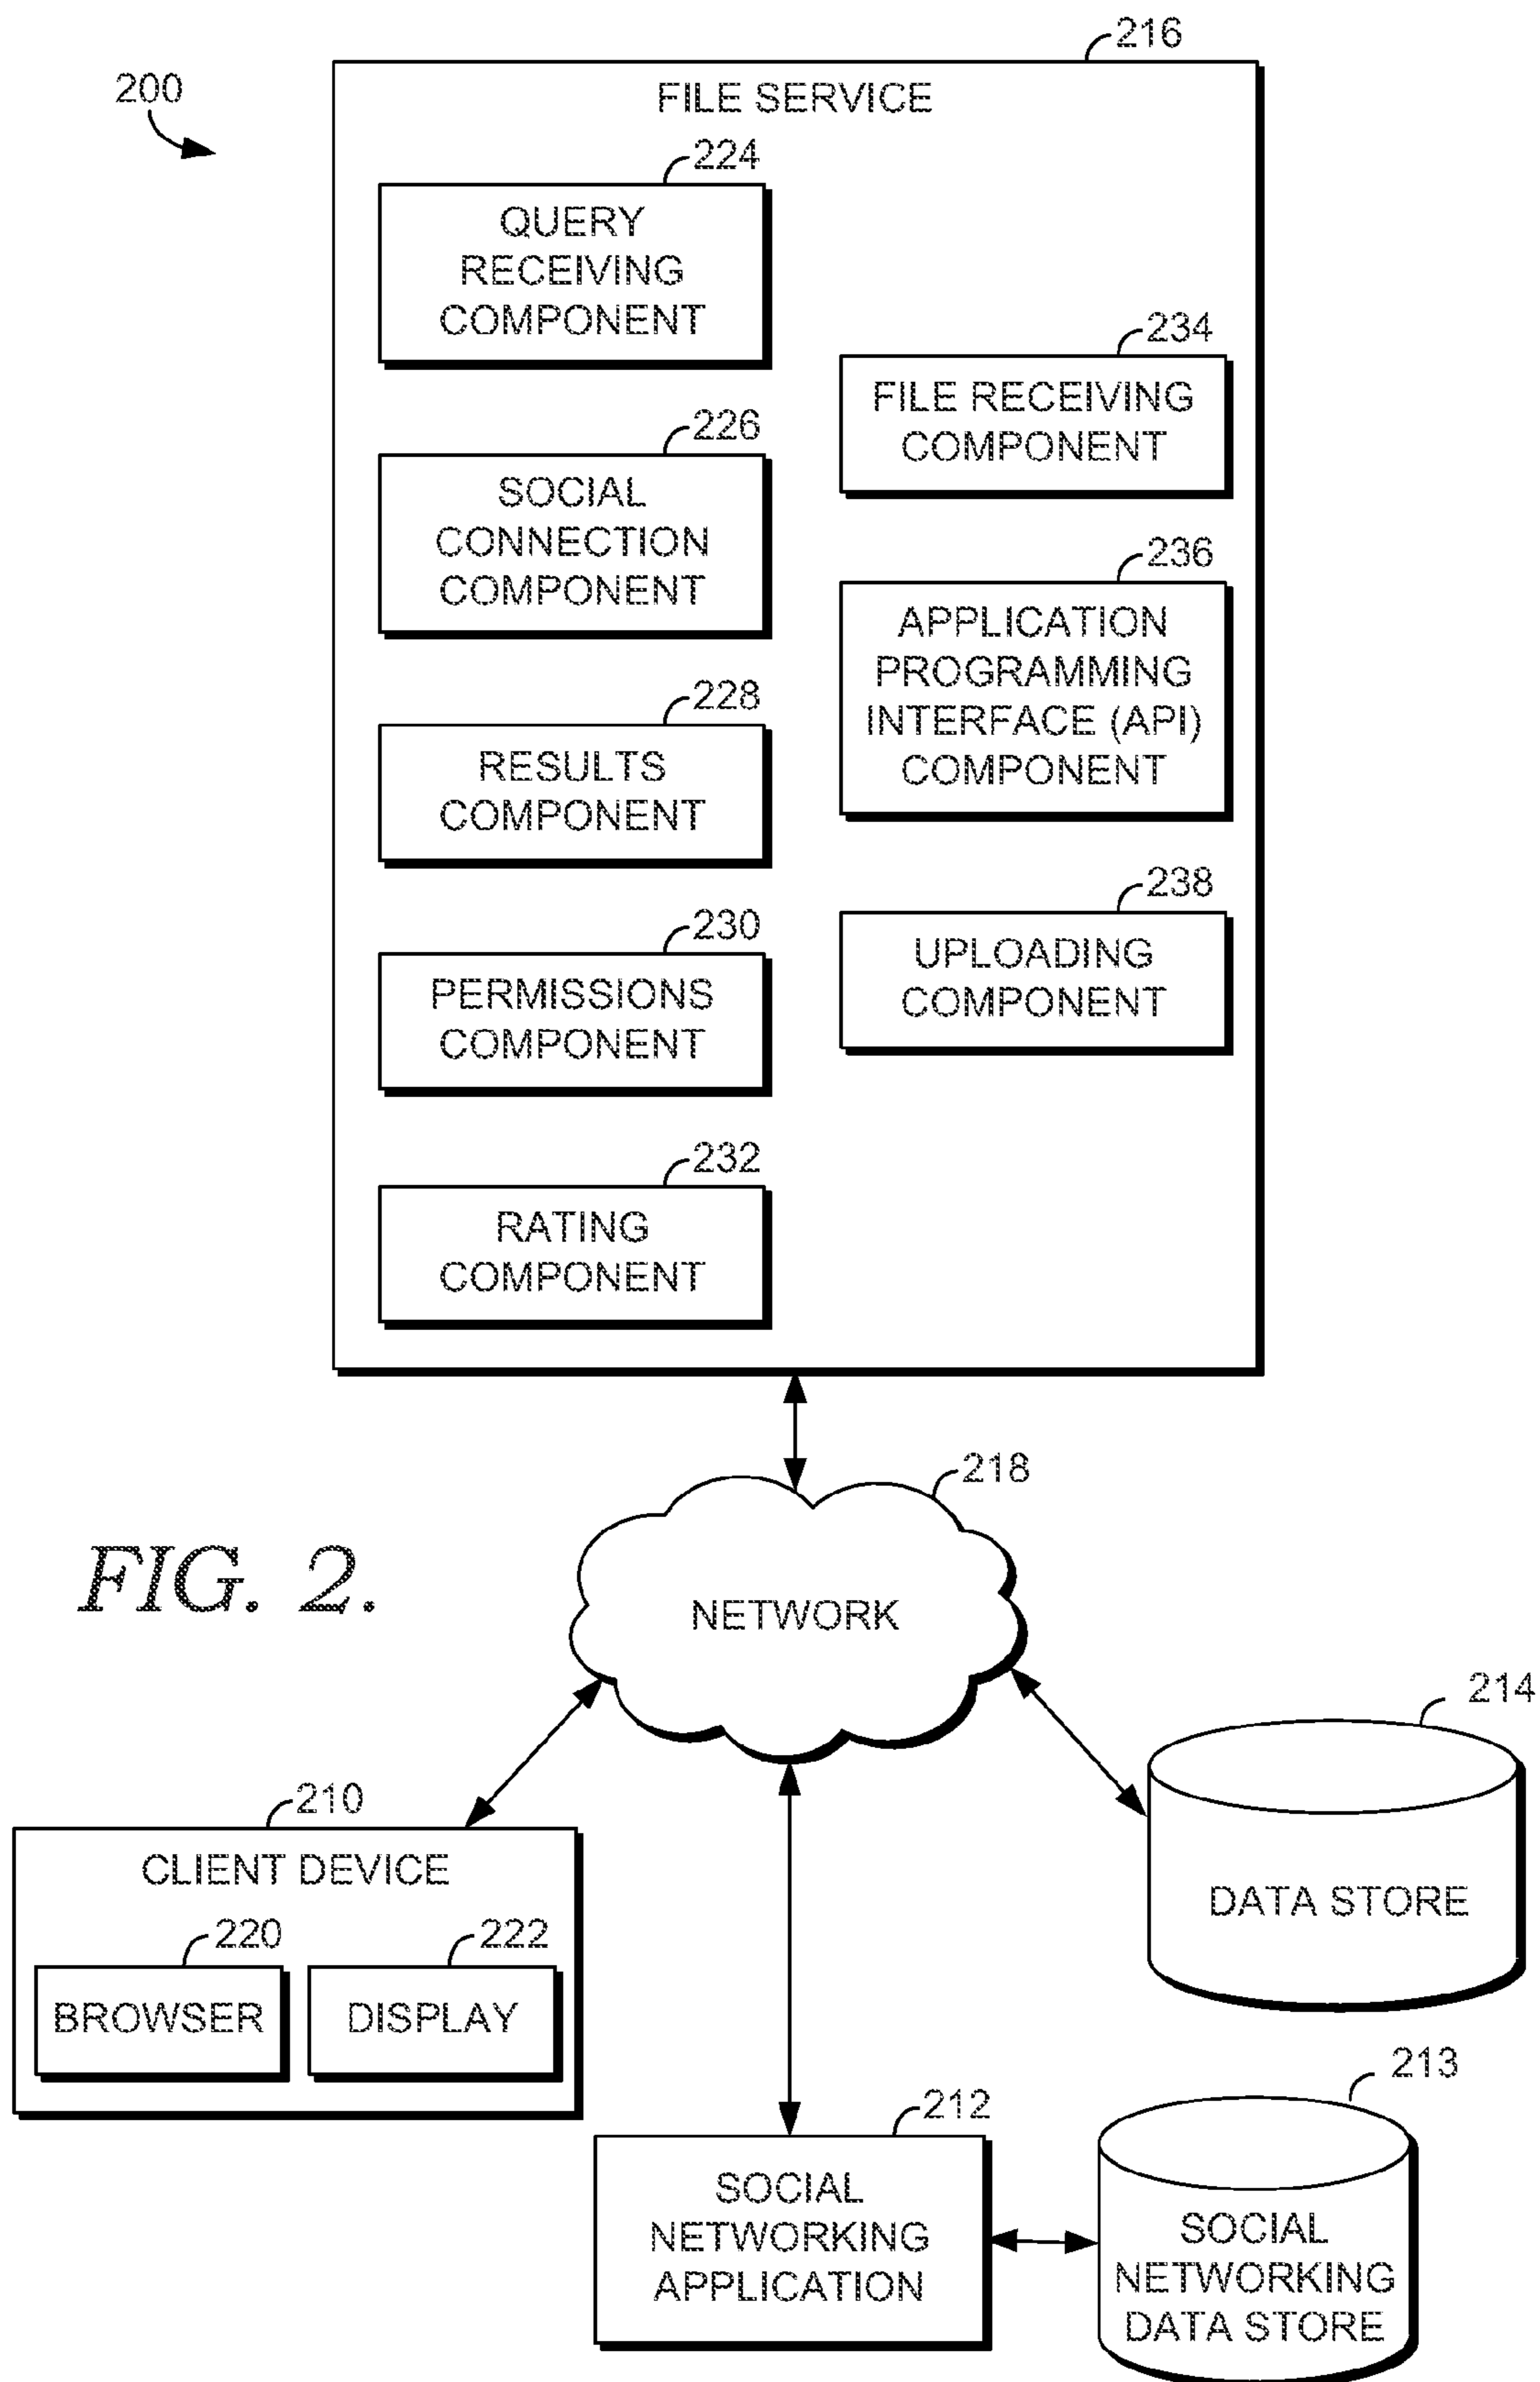 216
200
FILE SERVICE
224
QUERY
RECEIVING
COMPONENT
234
FILE RECEIVING
COMPONENT
226
SOCIAL
CONNECTION
COMPONENT
236
APPLICATION
PROGRAMMING
INTERFACE (API)
COMPONENT
228
RESULTS
COMPONENT
238
UPLOADING
COMPONENT
230
PERMISSIONS
COMPONENT
232
RATING
COMPONENT
218
FIG. 2.
NETWORK
214
DATA STORE
210
CLIENT DEVICE
220
BROWSER
222
DISPLAY
213
212
SOCIAL
NETWORKING
APPLICATION
SOCIAL
NETWORKING
DATA STORE